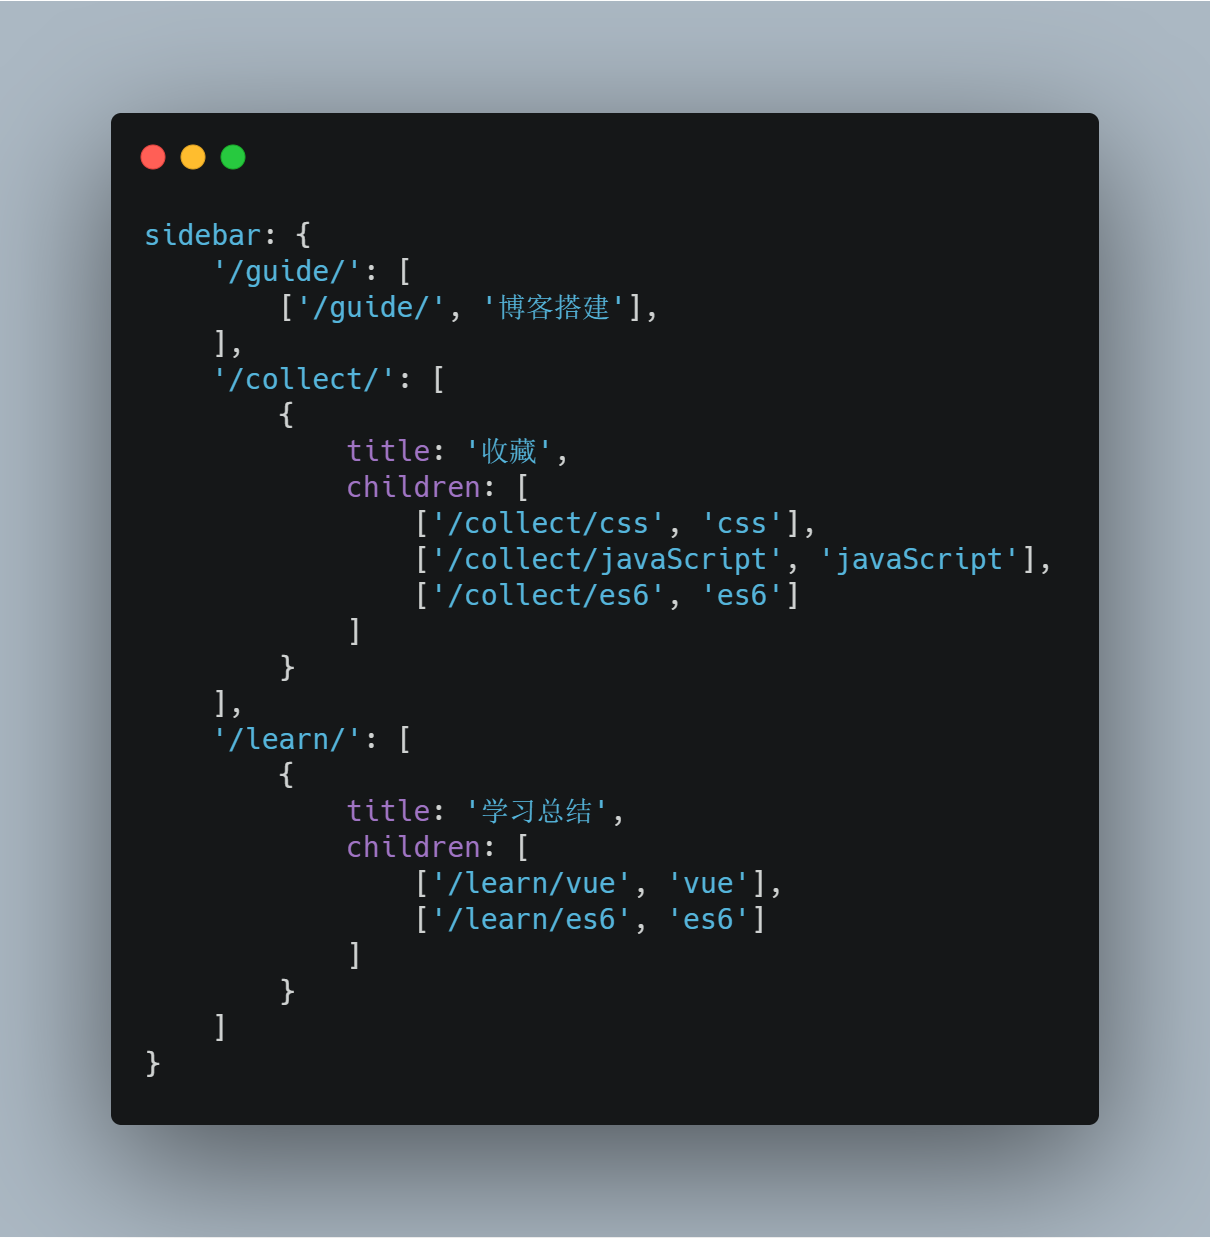 sidebar: {
    '/guide/': [
        ['/guide/', '博客搭建'],
    ],
    '/collect/': [
        {
            title: '收藏',
            children: [
                ['/collect/css', 'css'],
                ['/collect/javaScript', 'javaScript'],
                ['/collect/es6', 'es6']
            ]
        }
    ],
    '/learn/': [
        {
            title: '学习总结',
            children: [
                ['/learn/vue', 'vue'],
                ['/learn/es6', 'es6']
            ]
        }
    ]
}